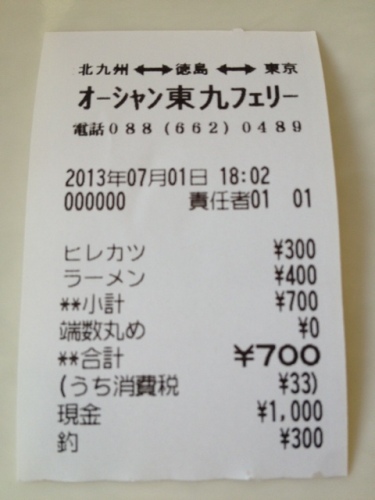 北九州 ⟷ 徳島 ⟷ 東京
オーシャン東九フェリー
電話088(662)0489
2013年07月01日 18:02
000000 責任者01 01
ヒレカツ ¥300
ラーメン ¥400
**小計 ¥700
端数丸め ¥0
**合計 ¥700
(うち消費税 ¥33)
現金 ¥1,000
釣 ¥300